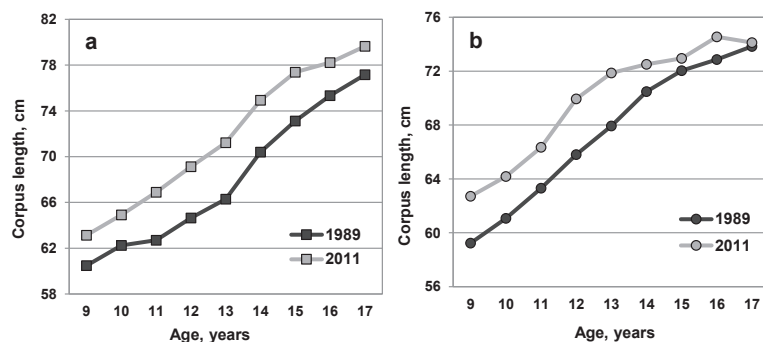 a
82
78
74
70
66
62
58
Corpus length, cm
1989
2011
9 10 11 12 13 14 15 16 17
Age, years
b
76
72
68
64
60
56
Corpus length, cm
1989
2011
9 10 11 12 13 14 15 16 17
Age, years